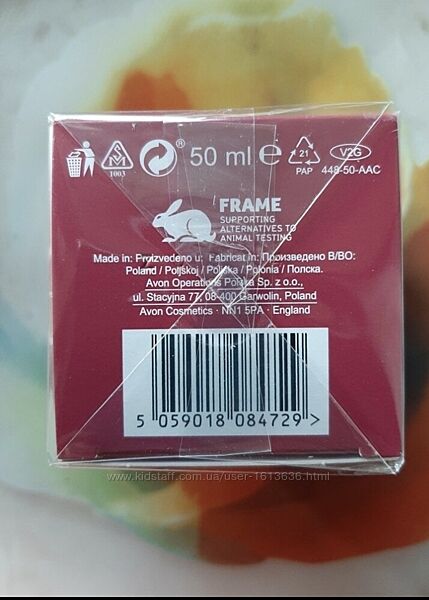 1003
® 50 ml e
21
PAP
V2G
448-50-AAC
FRAME
SUPPORTING
ALTERNATIVES TO
ANIMAL TESTING
Made in: Proizvedeno u: Fabricat in: Произведено В/ВО:
Poland / Poljskoj / Polska / Polonia / Полска.
Avon Operations Polska Sp. z o.o.,
ul. Stacyjna 77, 08-400 Garwolin, Poland
Avon Cosmetics · NN1 5PA · England
5 059018 084729 >
www.kidstaff.com.ua/user-1613636.html